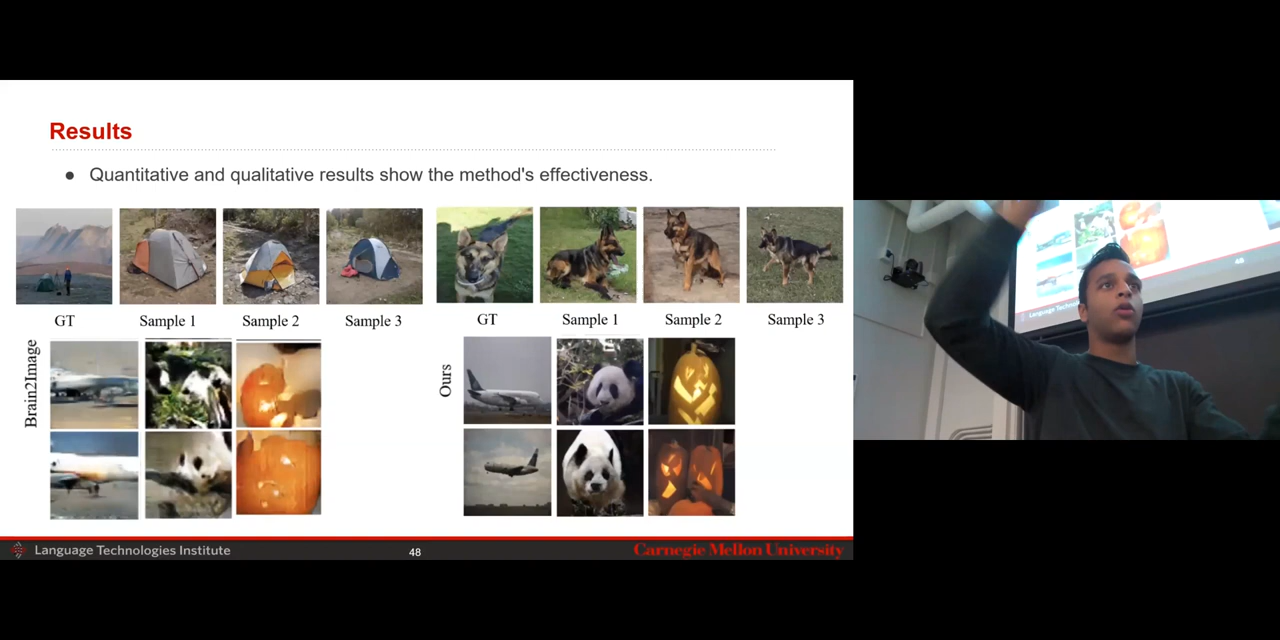 Results
● Quantitative and qualitative results show the method's effectiveness.
GT Sample 1 Sample 2 Sample 3 GT Sample 1 Sample 2 Sample 3
Brain2Image
Ours
Language Technologies Institute 48 Carnegie Mellon University
48